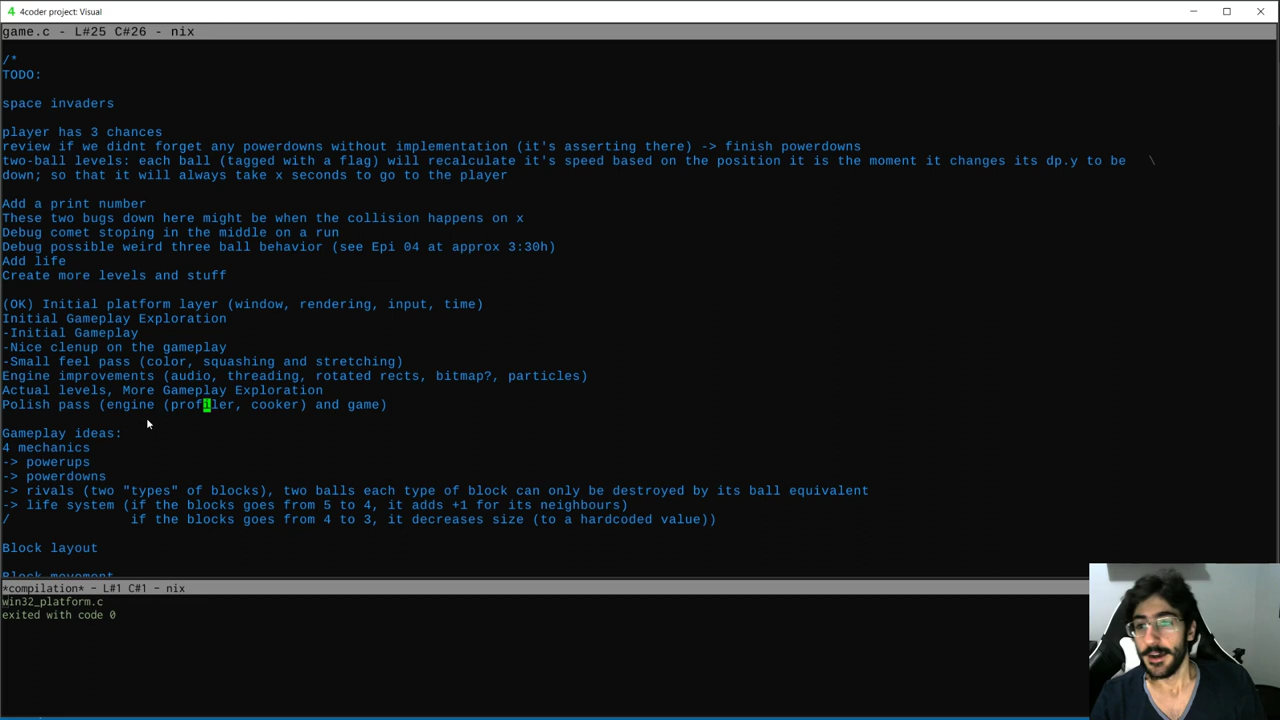 4 4coder project: Visual
game.c - L#25 C#26 - nix
/*
TODO:
space invaders
player has 3 chances
review if we didnt forget any powerdowns without implementation (it's asserting there) -> finish powerdowns
two-ball levels: each ball (tagged with a flag) will recalculate it's speed based on the position it is the moment it changes its dp.y to be \
down; so that it will always take x seconds to go to the player
Add a print number
These two bugs down here might be when the collision happens on x
Debug comet stoping in the middle on a run
Debug possible weird three ball behavior (see Epi 04 at approx 3:30h)
Add life
Create more levels and stuff
(OK) Initial platform layer (window, rendering, input, time)
Initial Gameplay Exploration
-Initial Gameplay
-Nice clenup on the gameplay
-Small feel pass (color, squashing and stretching)
Engine improvements (audio, threading, rotated rects, bitmap?, particles)
Actual levels, More Gameplay Exploration
Polish pass (engine (profiler, cooker) and game)
Gameplay ideas:
4 mechanics
-> powerups
-> powerdowns
-> rivals (two "types" of blocks), two balls each type of block can only be destroyed by its ball equivalent
-> life system (if the blocks goes from 5 to 4, it adds +1 for its neighbours)
/ if the blocks goes from 4 to 3, it decreases size (to a hardcoded value))
Block layout
Block movement
*compilation* - L#1 C#1 - nix
win32_platform.c
exited with code 0